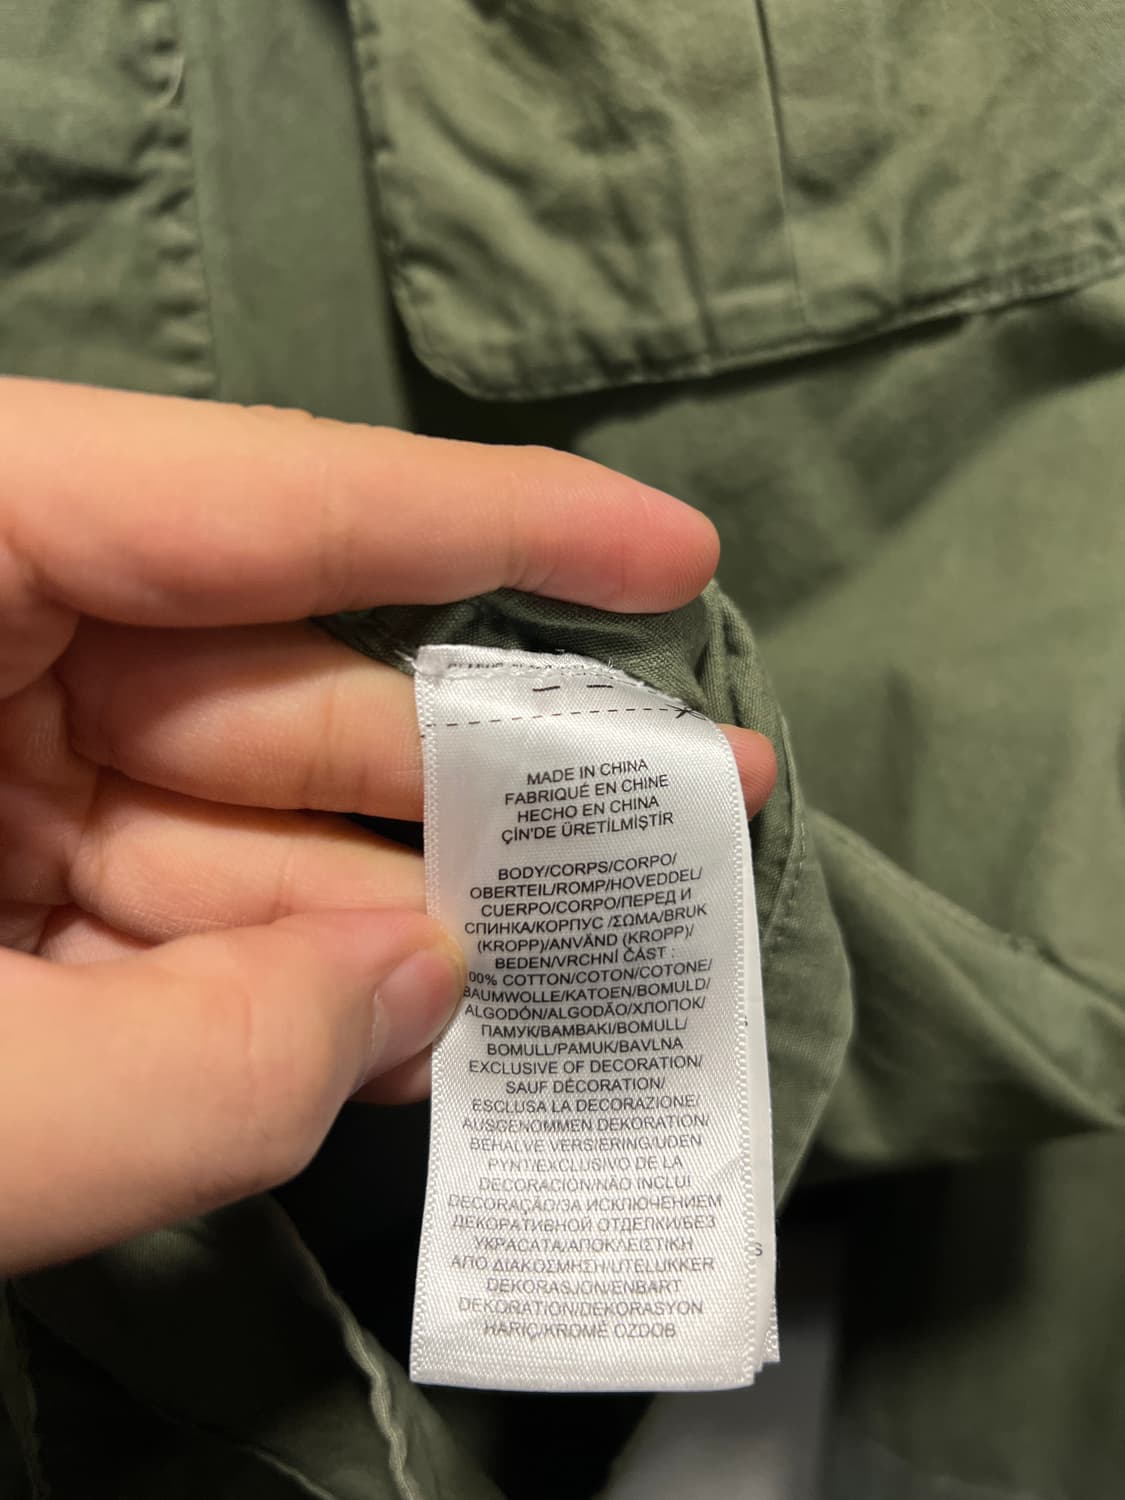 MADE IN CHINA
FABRIQUÉ EN CHINE
HECHO EN CHINA
ÇİN'DE ÜRETİLMİŞTİR
BODY/CORPS/CORPO/
OBERTEIL/ROMP/HOVEDDEL/
CUERPO/CORPO/ПЕРЕД И
СПИНКА/КОРПУС /ΣΩΜΑ/BRUK
(KROPP)/ANVÄND (KROPP)/
BEDEN/VRCHNÍ ČÁST :
00% COTTON/COTON/COTONE/
BAUMWOLLE/KATOEN/BOMULD/
ALGODÓN/ALGODÃO/ХЛОПОК/
ПАМУК/ΒΑΜΒΑΚΙ/BOMULL/
BOMULL/PAMUK/BAVLNA
EXCLUSIVE OF DECORATION/
SAUF DÉCORATION/
ESCLUSA LA DECORAZIONE/
AUSGENOMMEN DEKORATION/
BEHALVE VERSIERING/UDEN
PYNT/EXCLUSIVO DE LA
DECORACIÓN/NÃO INCLUI
DECORAÇÃO/ЗА ИСКЛЮЧЕНИЕМ
ДЕКОРАТИВНОЙ ОТДЕЛКИ/БЕЗ
УКРАСАТА/ΑΠΟΚΛΕΙΣΤΙΚΗ
ΑΠΟ ΔΙΑΚΟΣΜΗΣΗ/UTELUKKER
DEKORASJON/ENBART
DEKORATION/DEKORASYON
HARİÇ/KROMĚ OZDOB
S